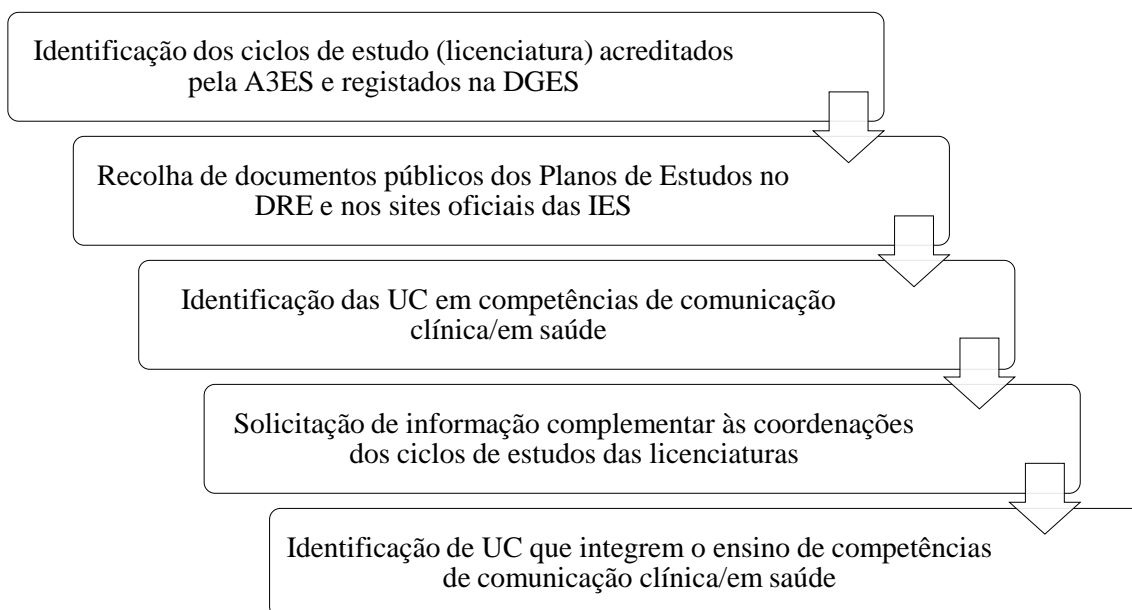 Identificação dos ciclos de estudo (licenciatura) acreditados
pela A3ES e registados na DGES
Recolha de documentos públicos dos Planos de Estudos no
DRE e nos sites oficiais das IES
Identificação das UC em competências de comunicação
clínica/em saúde
Solicitação de informação complementar às coordenações
dos ciclos de estudos das licenciaturas
Identificação de UC que integrem o ensino de competências
de comunicação clínica/em saúde